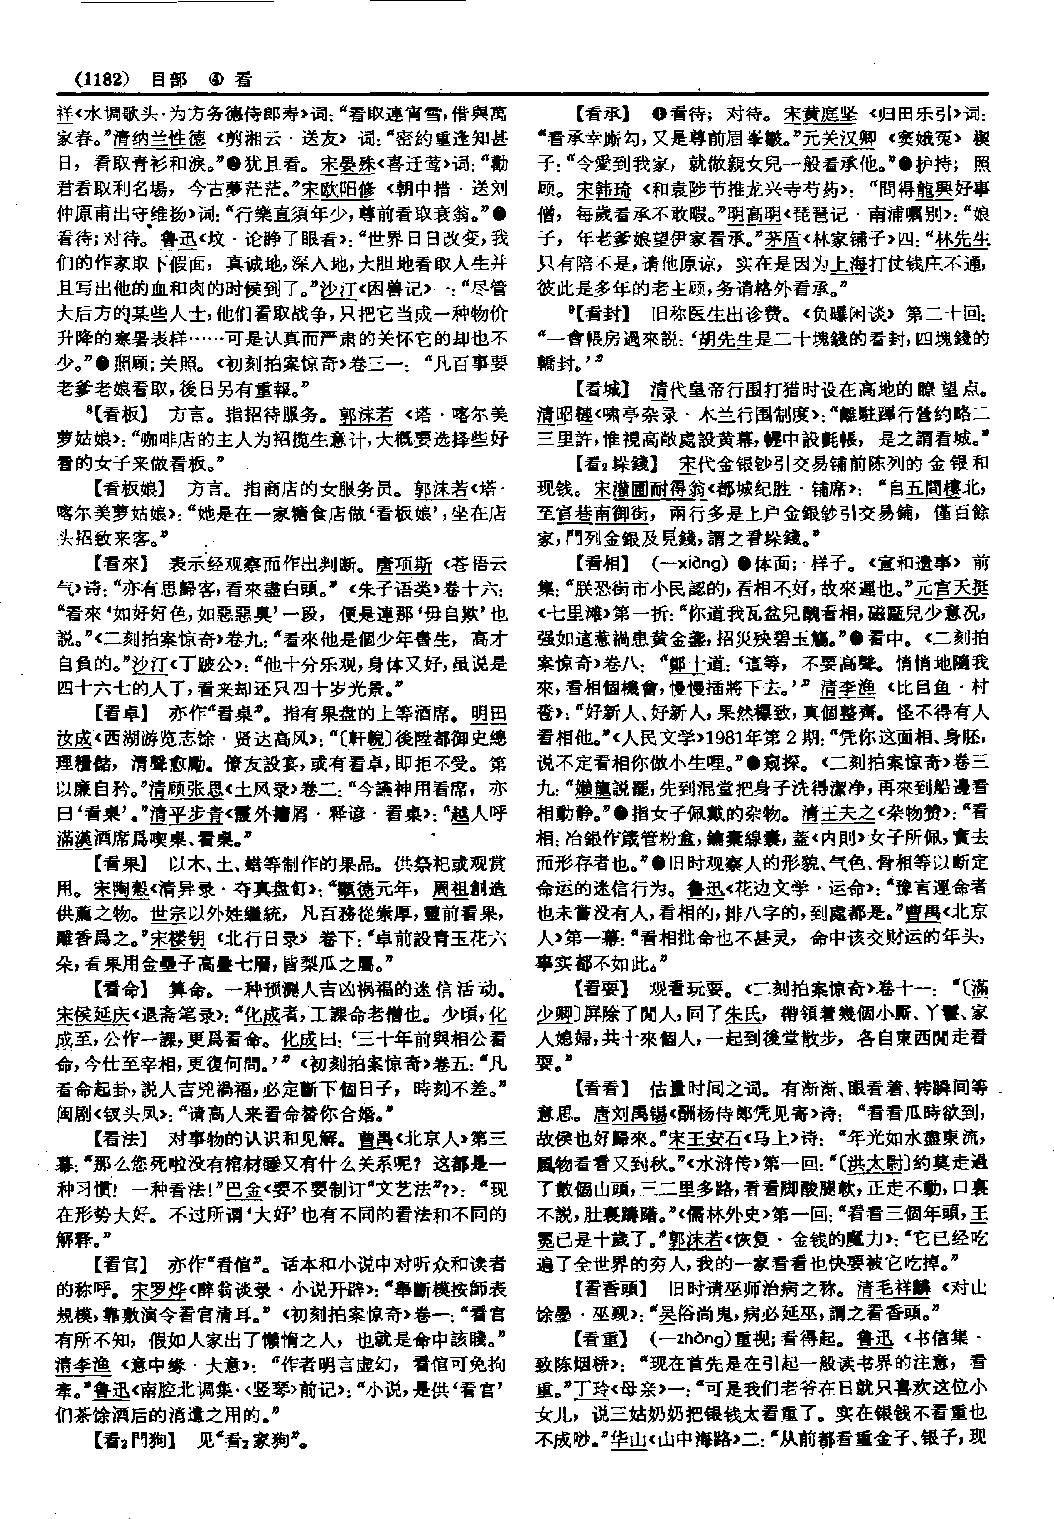 (1182) 目部 ④ 看
祥《水调歌头·为方务德侍郎寿》词：“看取連宵雪，借與萬
家春。”清纳兰性德《剪湘云·送友》词：“密约重逢知甚
日，看取青衫和淚。”❷犹且看。宋晏殊《喜迁莺》词：“勸
君看取利名場，今古夢茫茫。”宋欧阳修《朝中措·送刘
仲原甫出守维扬》词：“行樂直須年少，尊前看取衰翁。”
看待；对待。鲁迅《坟·论睁了眼看》：“世界日日改变，我
们的作家取下假面，真诚地，深入地，大胆地看取人生并
且写出他的血和肉的时候到了。”沙汀《困兽记》一：“尽管
大后方的某些人士，他们看取战争，只把它当成一种物价
升降的寒暑表样……可是认真而严肃的关怀它的却也不
少。”照顾；关照。《初刻拍案惊奇》卷三一：“凡百事要
老爹老娘看取，後日另有重報。”
⁸【看板】 方言。指招待服务。郭沫若《塔·喀尔美
萝姑娘》：“咖啡店的主人为招揽生意计，大概要选择些好
看的女子来做看板。”
【看板娘】 方言。指商店的女服务员。郭沫若《塔·
喀尔美萝姑娘》：“她是在一家糖食店做‘看板娘’，坐在店
头招致来客。”
【看來】 表示经观察而作出判断。唐项斯《苍梧云
气》诗：“亦有思歸客，看來盡白頭。”《朱子语类》卷十六：
“看來‘如好好色，如惡惡臭’一段，便是連那‘毋自欺’也
説。”《二刻拍案惊奇》卷九：“看來他是個少年書生，高才
自負的。”沙汀《丁跛公》：“他十分乐观，身体又好，虽说是
四十六七的人了，看来却还只四十岁光景。”
【看卓】 亦作“看桌”。指有果盘的上等酒席。明田
汝成《西湖游览志馀·贤达高风》：“〔軒輗〕後陞都御史總
理糧儲，清聲愈勵。僚友設宴，或有看卓，即拒不受。第
以廉自矜。”清顾张思《土风录》卷二：“今讌神用看席，亦
曰‘看桌’。”清平步青《霞外攟屑·释谚·看桌》：“越人呼
滿漢酒席爲喫桌、看桌。”
【看果】 以木、土、蜡等制作的果品。供祭祀或观赏
用。宋陶穀《清异录·夺真盘飣》：“顯德元年，周祖創造
供薦之物。世宗以外姓繼統，凡百務從崇厚，靈前看果，
雕香爲之。”宋楼钥《北行日录》卷下：“卓前設青玉花六
朵，看果用金壘子高疊七層，皆梨瓜之屬。”
【看命】 算命。一种预测人吉凶祸福的迷信活动。
宋侯延庆《退斋笔录》：“化成者，工課命老僧也。少頃，化
成至，公作一課，更爲看命。化成曰：‘三十年前與相公看
命，今仕至宰相，更復何問。’”《初刻拍案惊奇》卷五：“凡
看命起卦，説人吉兇禍福，必定斷下個日子，時刻不差。”
闽剧《钗头凤》：“请高人来看命替你合婚。”
【看法】 对事物的认识和见解。曹禺《北京人》第三
幕：“那么您死啦没有棺材睡又有什么关系呢？这都是一
种习惯！一种看法！”巴金《要不要制订“文艺法”？》：“现
在形势大好。不过所谓‘大好’也有不同的看法和不同的
解释。”
【看官】 亦作“看倌”。话本和小说中对听众和读者
的称呼。宋罗烨《醉翁谈录·小说开辟》：“舉斷模按師表
規模，靠敷演令看官清耳。”《初刻拍案惊奇》卷一：“看官
有所不知，假如人家出了懶惰之人，也就是命中該賤。”
清李渔《意中缘·大意》：“作者明言虚幻，看倌可免拘
牽。”鲁迅《南腔北调集·〈竖琴〉前记》：“小说，是供‘看官’
们茶馀酒后的消遣之用的。”
【看₂門狗】 见“看₂家狗”。
【看承】 ❶看待；对待。宋黄庭坚《归田乐引》词：
“看承幸廝勾，又是尊前眉峯皺。”元关汉卿《窦娥冤》楔
子：“令愛到我家，就做親女兒一般看承他。”护持；照
顾。宋韩琦《和袁陟节推龙兴寺芍药》：“問得龍興好事
僧，每歲看承不敢暇。”明高明《琵琶记·南浦嘱别》：“娘
子，年老爹娘望伊家看承。”茅盾《林家铺子》四：“林先生
只有陪不是，请他原谅，实在是因为上海打仗钱庄不通，
彼此是多年的老主顾，务请格外看承。”
⁹【看封】 旧称医生出诊费。《负曝闲谈》第二十回：
“一會帳房過來説：‘胡先生是二十塊錢的看封，四塊錢的
轎封。’”
【看城】 清代皇帝行围打猎时设在高地的瞭望点。
清昭梿《啸亭杂录·木兰行围制度》：“離駐蹕行營約略二
三里許，惟視高敞處設黄幕，幄中設氈帳，是之謂看城。”
【看₂垛錢】 宋代金银钞引交易铺前陈列的金银和
现钱。宋灌圃耐得翁《都城纪胜·铺席》：“自五間樓北，
至官巷南御街，兩行多是上户金銀鈔引交易鋪，僅百餘
家，門列金銀及見錢，謂之看垛錢。”
【看相】 (—xiàng) 体面；样子。《宣和遗事》前
集：“朕恐街市小民認的，看相不好，故來遲也。”元宫天挺
《七里滩》第一折：“你道我瓦盆兒醜看相，磁甌兒少意况，
强如這惹禍患黄金盞，招災殃碧玉觴。”看中。《二刻拍
案惊奇》卷八：“鄭十道：‘這等，不要高聲。悄悄地隨我
來，看相個機會，慢慢插將下去。’”清李渔《比目鱼·村
卺》：“好新人、好新人，果然標致，真個整齊。怪不得有人
看相他。”《人民文学》1981年第2期：“凭你这面相、身胚，
说不定看相你做小生哩。”窥探。《二刻拍案惊奇》卷三
九：“嬾龍説罷，先到混堂把身子洗得潔净，再來到船邊看
相動静。”指女子佩戴的杂物。清王夫之《杂物赞》：“看
相：冶銀作箴管粉盒，鏽囊線囊，蓋《内則》女子所佩，實去
而形存者也。”旧时观察人的形貌、气色、骨相等以断定
命运的迷信行为。鲁迅《花边文学·运命》：“豫言運命者
也未嘗没有人，看相的，排八字的，到處都是。”曹禺《北京
人》第一幕：“看相批命也不甚灵，命中该交财运的年头，
事实都不如此。”
【看耍】 观看玩耍。《二刻拍案惊奇》卷十一：“〔滿
少卿〕屏除了閒人，同了朱氏，帶領着幾個小厮、丫鬟、家
人媳婦，共十來個人，一起到後堂散步，各自東西閒走看
耍。”
【看看】 估量时间之词。有渐渐、眼看着、转瞬间等
意思。唐刘禹锡《酬杨侍郎凭见寄》诗：“看看瓜時欲到，
故侯也好歸來。”宋王安石《马上》诗：“年光如水盡東流，
風物看看又到秋。”《水浒传》第一回：“〔洪太尉〕約莫走過
了數個山頭，三二里多路，看看脚酸腿軟，正走不動，口裏
不説，肚裏躊躇。”《儒林外史》第一回：“看看三個年頭，王
冕已是十歲了。”郭沫若《恢复·金钱的魔力》：“它已经吃
遍了全世界的穷人，我的一家看看也快要被它吃掉。”
【看香頭】 旧时请巫师治病之称。清毛祥麟《对山
馀墨·巫觋》：“吴俗尚鬼，病必延巫，謂之看香頭。”
【看重】 (—zhòng)重视；看得起。鲁迅《书信集·
致陈烟桥》：“现在首先是在引起一般读书界的注意，看
重。”丁玲《母亲》一：“可是我们老爷在日就只喜欢这位小
女儿，说三姑奶奶把银钱太看重了。实在银钱不看重也
不成吵。”华山《山中海路》二：“从前都看重金子、银子，现